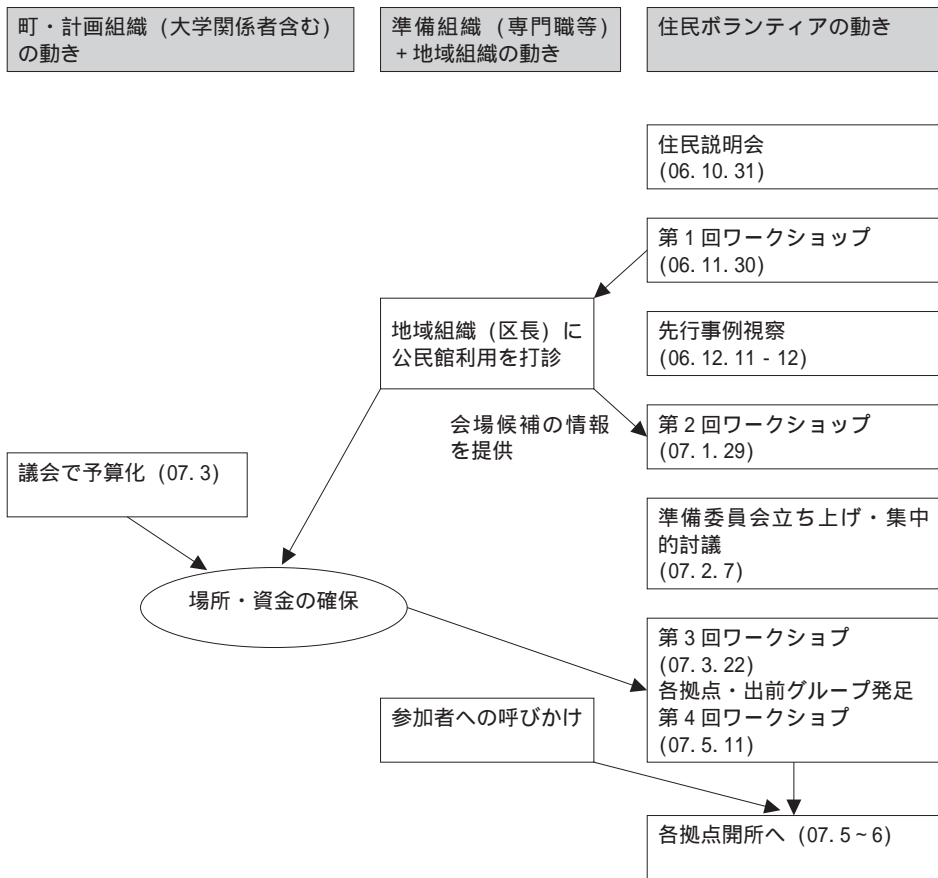 町・計画組織 (大学関係者含む)
の動き
準備組織 (専門職等)
+地域組織の動き
住民ボランティアの動き
住民説明会
(06.10.31)
第1回ワークショップ
(06.11.30)
地域組織 (区長) に
公民館利用を打診
先行事例視察
(06.12.11 - 12)
会場候補の情報
を提供
第2回ワークショップ
(07.1.29)
議会で予算化 (07.3)
準備委員会立ち上げ・集中
的討議
(07.2.7)
場所・資金の確保
第3回ワークショプ
(07.3.22)
各拠点・出前グループ発足
第4回ワークショプ
(07.5.11)
参加者への呼びかけ
各拠点開所へ (07.5~6)